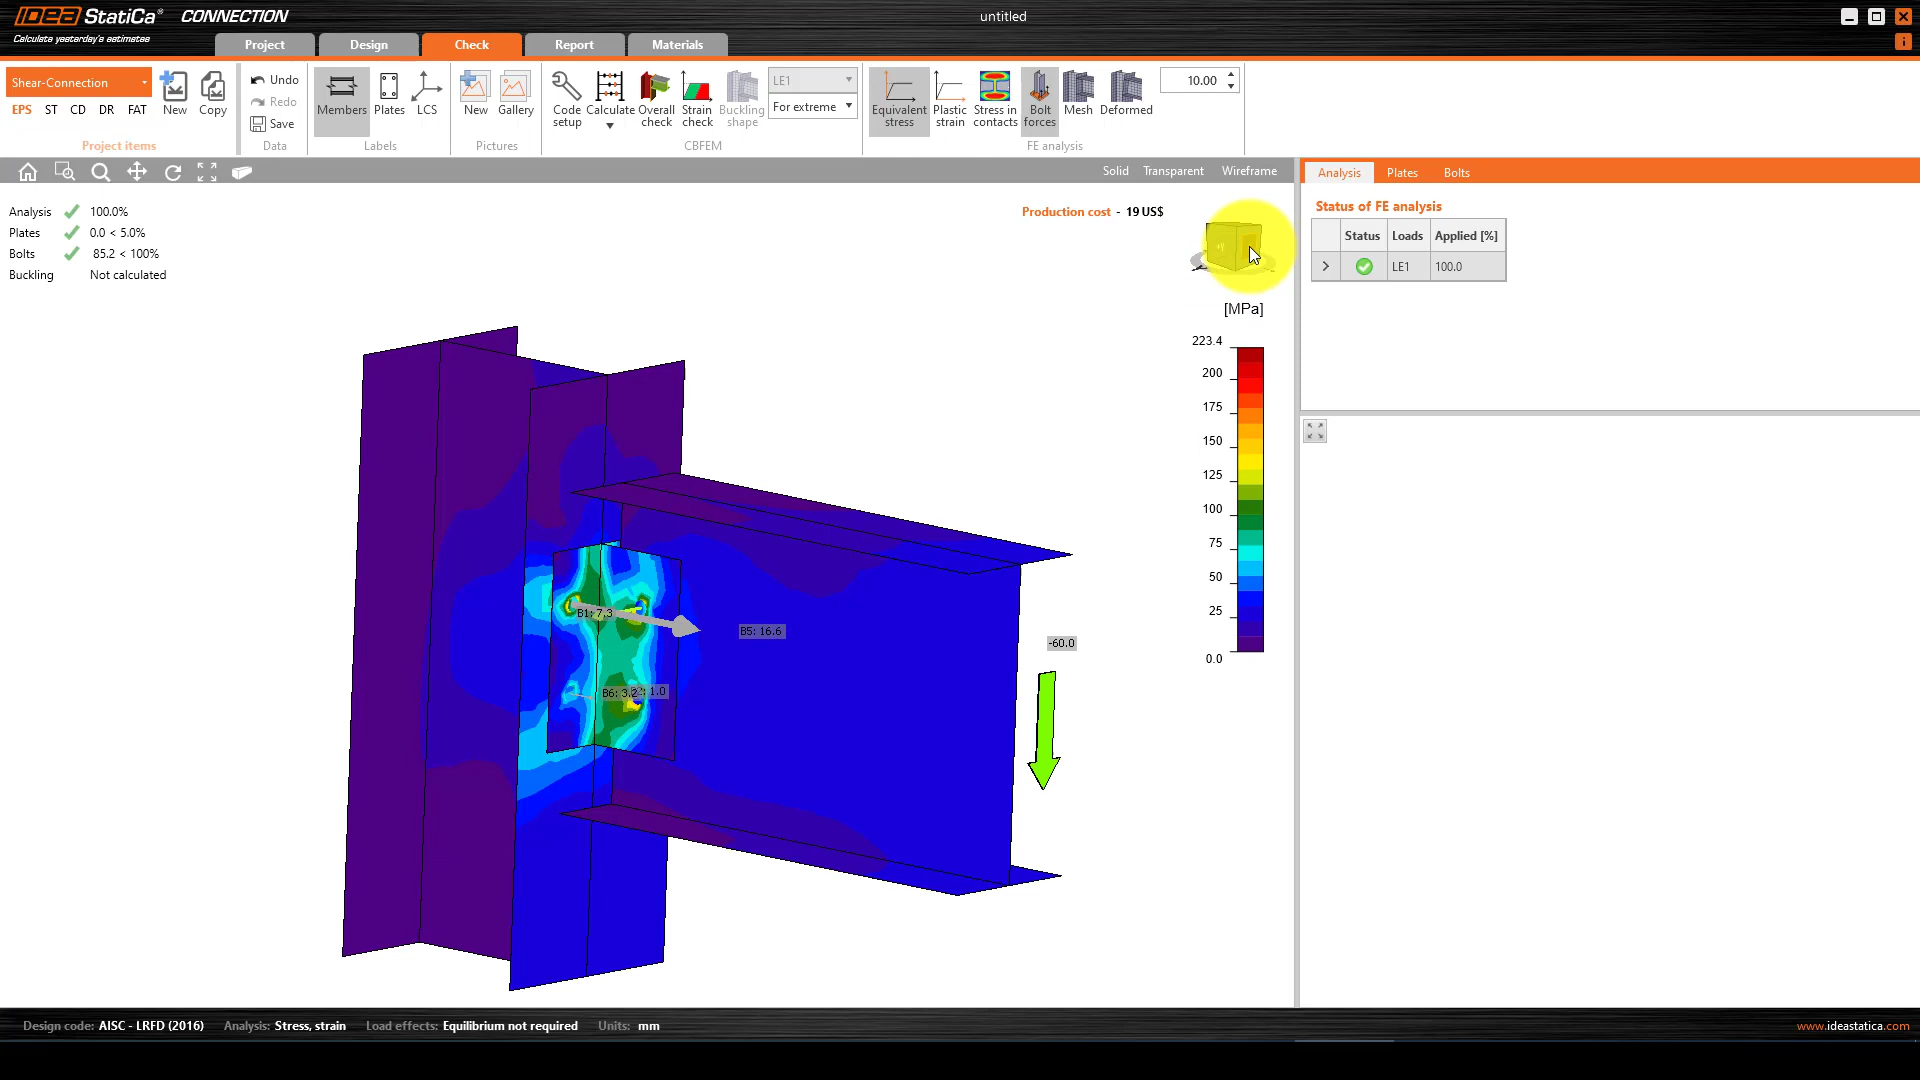 IDEA StatiCa® CONNECTION
Calculate yesterday's estimates
untitled
Project
Design
Check
Report
Materials
Shear-Connection
EPS ST CD DR FAT
New
Copy
Project items
Undo
Redo
Save
Data
Members
Plates
LCS
Labels
New
Gallery
Pictures
Code setup
Calculate
Overall check
Strain check
Buckling shape
LE1
For extreme
CBFEM
Equivalent stress
Plastic strain
Stress in contacts
Bolt forces
Mesh
Deformed
10.00
FE analysis
Solid Transparent Wireframe
Analysis 100.0%
Plates 0.0 < 5.0%
Bolts 85.2 < 100%
Buckling Not calculated
Production cost - 19 US$
[MPa]
223.4
200
175
150
125
100
75
50
25
0.0
B1: 7.3
B5: 16.6
B6: 3.2
1.0
-60.0
Analysis Plates Bolts
Status of FE analysis
Status Loads Applied [%]
LE1 100.0
Design code: AISC - LRFD (2016) Analysis: Stress, strain Load effects: Equilibrium not required Units: mm
www.ideastatica.com